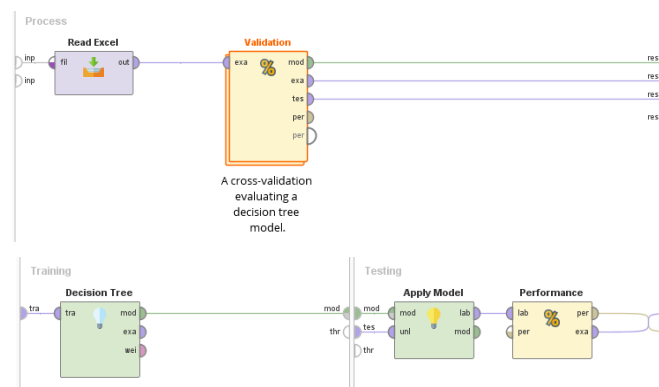 Process
Read Excel
Validation
inp
fil
out
exa
mod
res
inp
exa
res
tes
res
per
res
per
A cross-validation
evaluating a
decision tree
model.
Training
Testing
Decision Tree
Apply Model
Performance
tra
tra
mod
mod
mod
mod
lab
lab
per
exa
thr
tes
unl
mod
per
exa
wei
thr